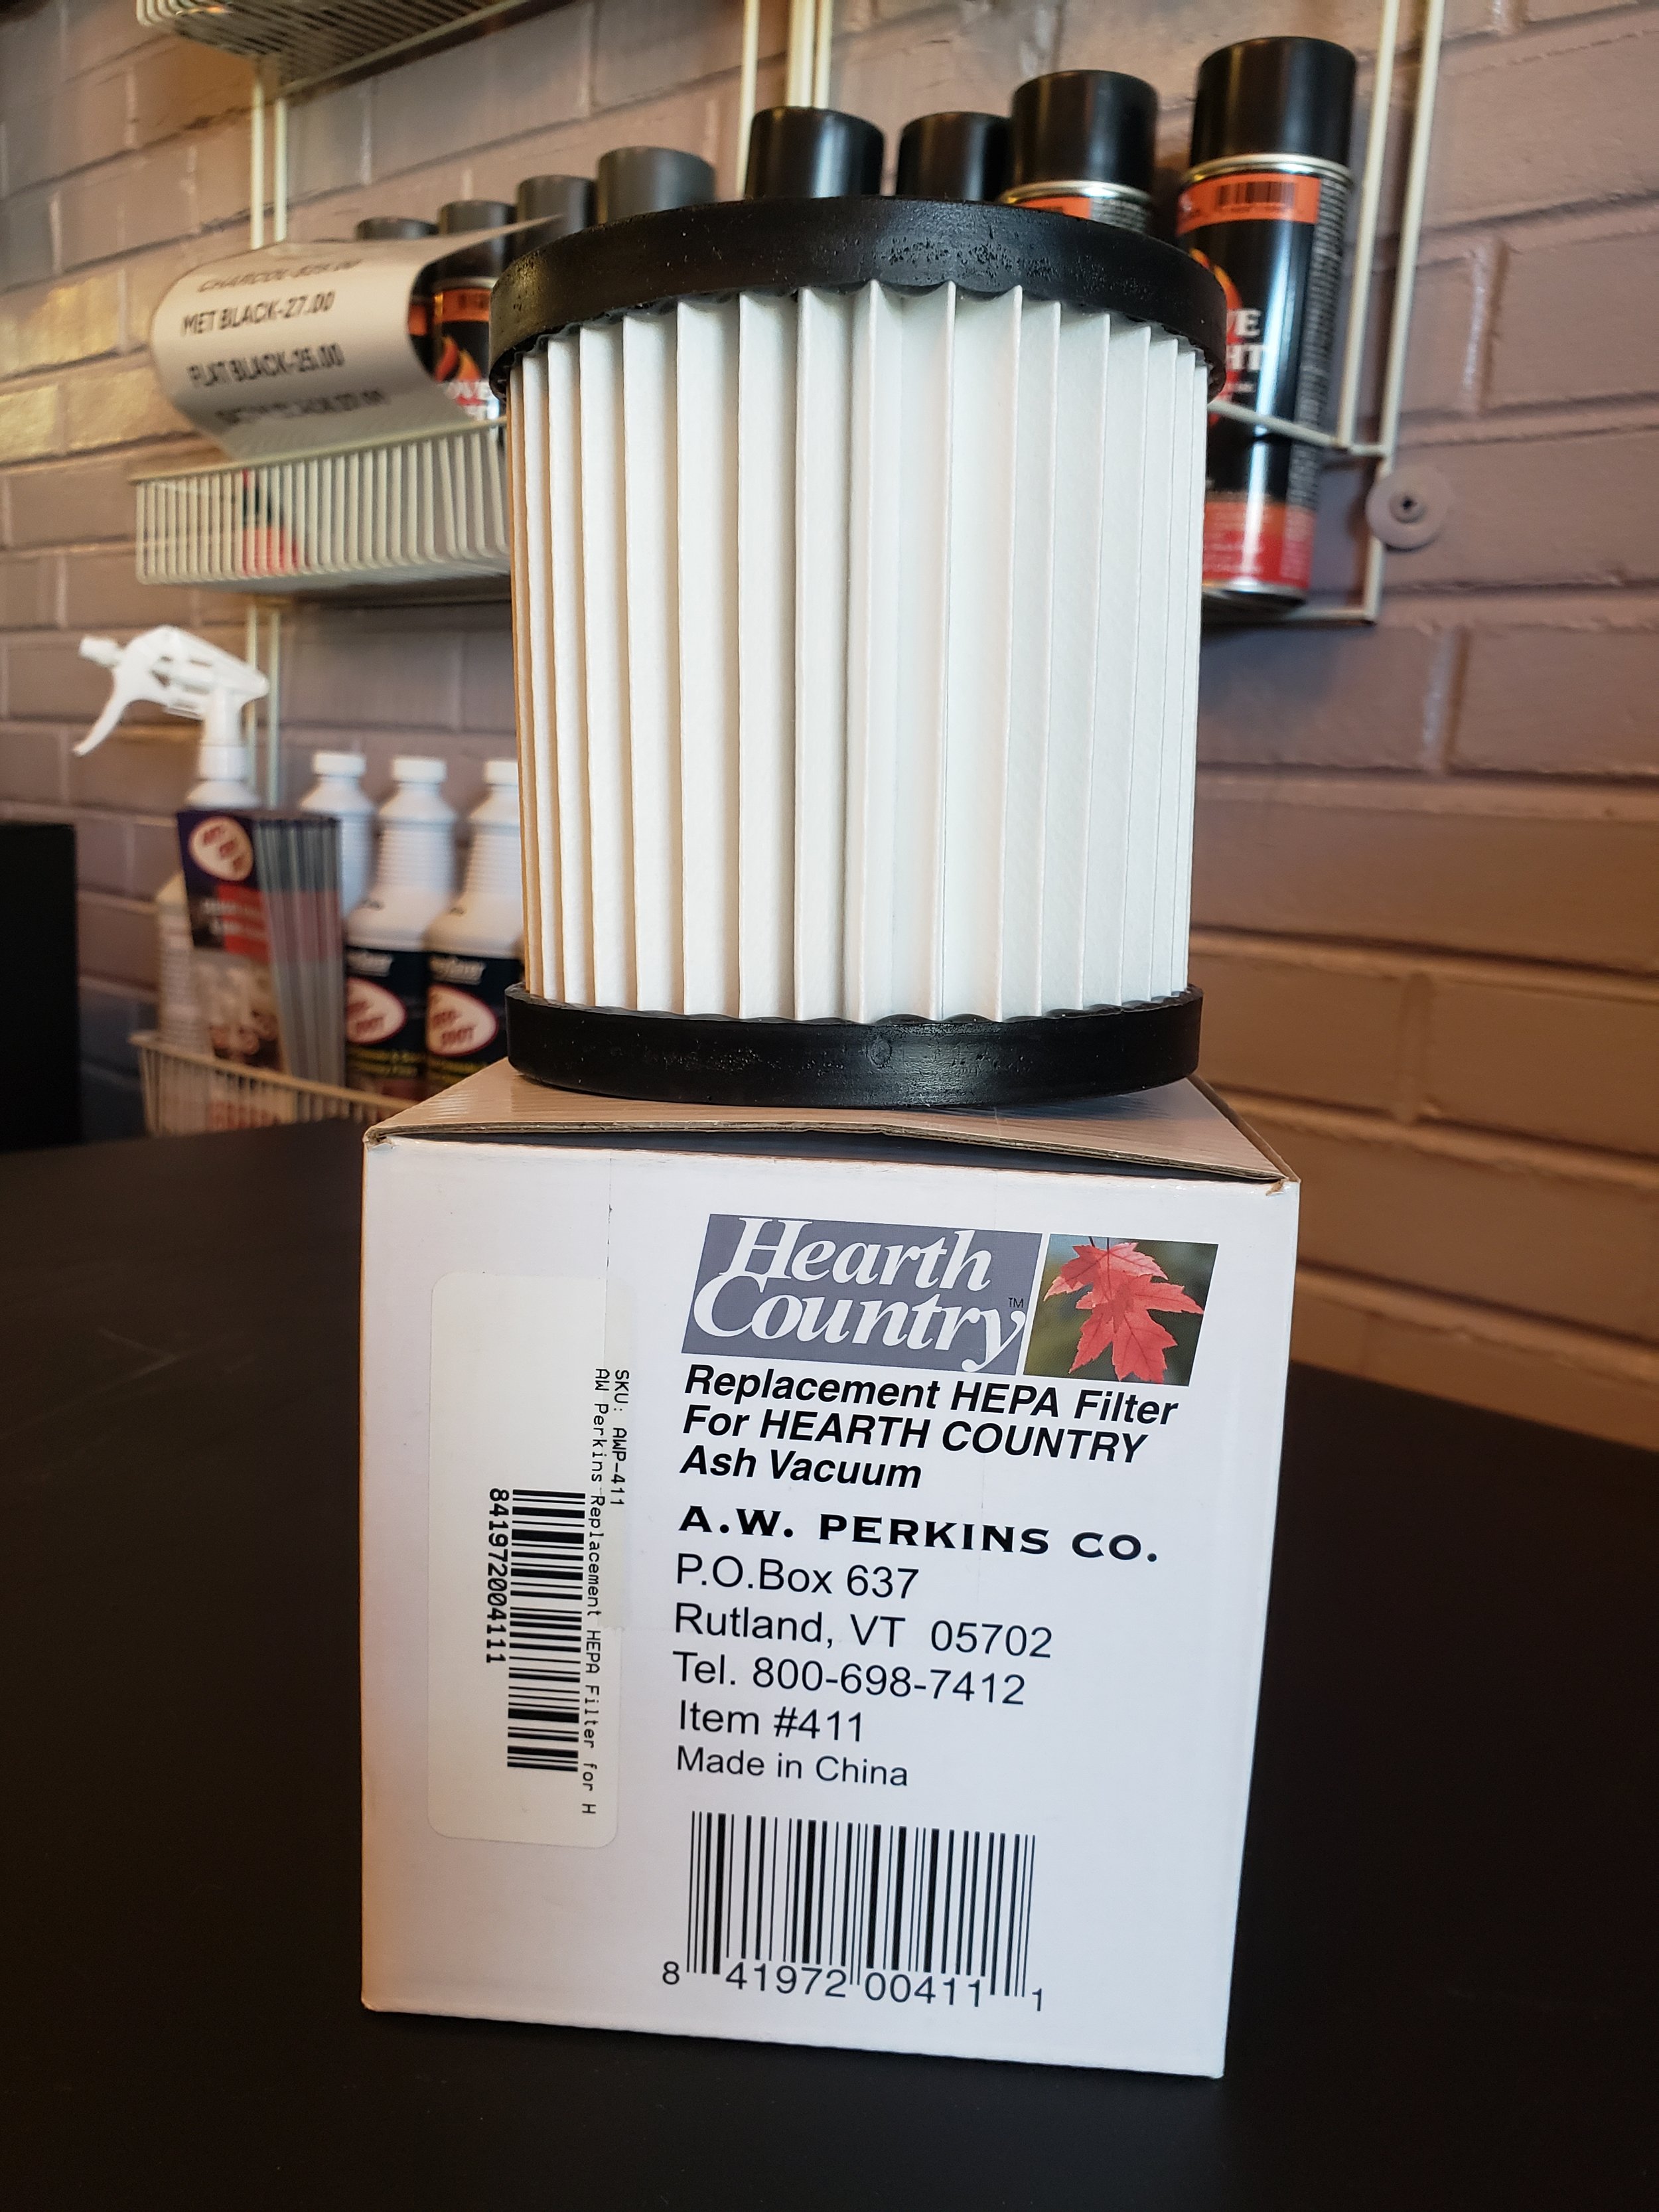 MET BLACK-27.00
FLAT BLACK-25.00
Hearth
Country™
Replacement HEPA Filter
For HEARTH COUNTRY
Ash Vacuum
A.W. PERKINS CO.
P.O.Box 637
Rutland, VT 05702
Tel. 800-698-7412
Item #411
Made in China
8 41972 00411 1
SKU: AWP-411
AW Perkins Replacement HEPA Filter for H
841972004111